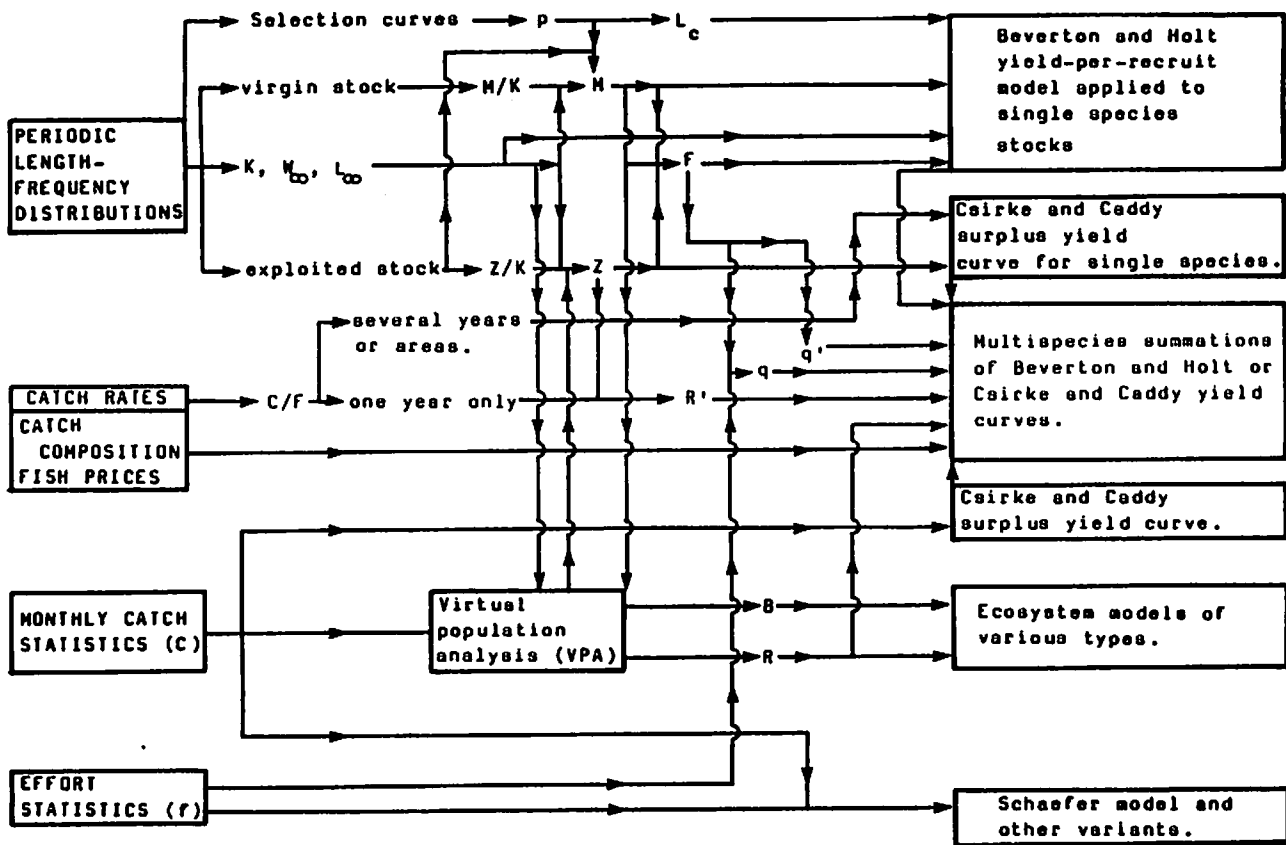 Selection curves
P
L_c
Beverton and Holt
yield-per-recruit
model applied to
single species
stocks
virgin stock
M/K
M
PERIODIC
LENGTH-
FREQUENCY
DISTRIBUTIONS
K, W∞, L∞
F
exploited stock
Z/K
Z
Csirke and Caddy
surplus yield
curve for single species.
several years
or areas.
q'
q
Multispecies summations
of Beverton and Holt or
Csirke and Caddy yield
curves.
CATCH RATES
C/F
one year only
R'
CATCH
COMPOSITION
FISH PRICES
Csirke and Caddy
surplus yield curve.
MONTHLY CATCH
STATISTICS (C)
Virtual
population
analysis (VPA)
B
R
Ecosystem models of
various types.
EFFORT
STATISTICS (f)
Schaefer model and
other variants.